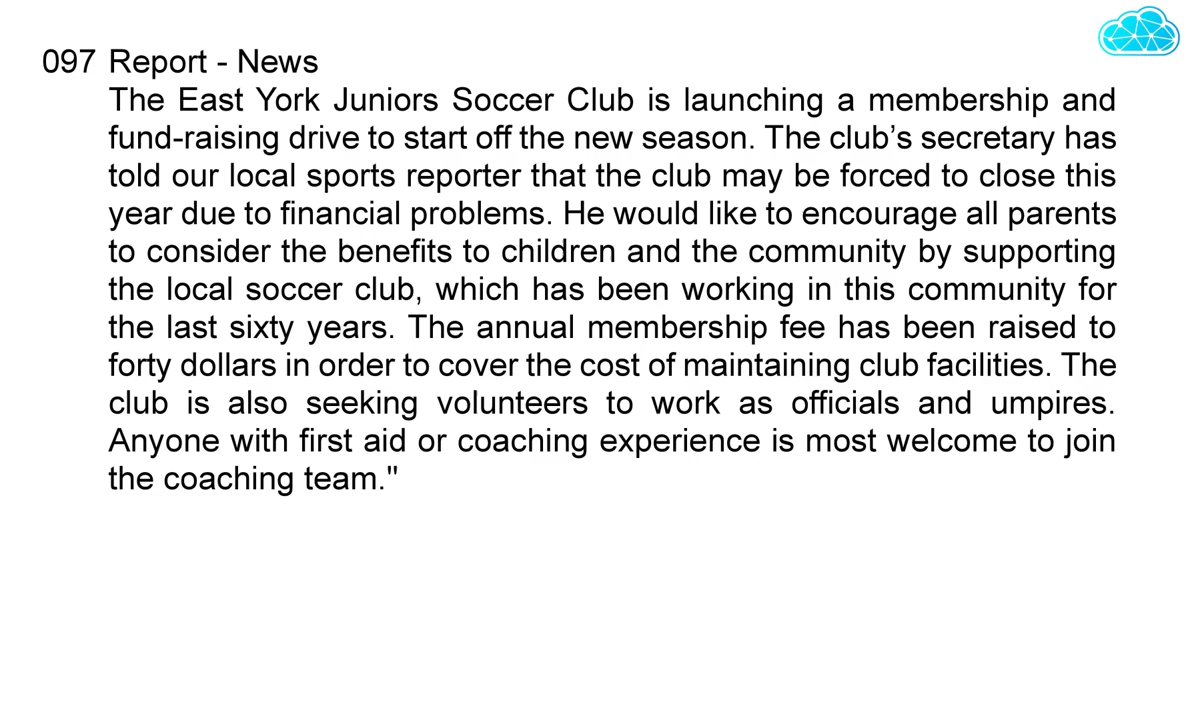 097 Report - News
The East York Juniors Soccer Club is launching a membership and
fund-raising drive to start off the new season. The club’s secretary has
told our local sports reporter that the club may be forced to close this
year due to financial problems. He would like to encourage all parents
to consider the benefits to children and the community by supporting
the local soccer club, which has been working in this community for
the last sixty years. The annual membership fee has been raised to
forty dollars in order to cover the cost of maintaining club facilities. The
club is also seeking volunteers to work as officials and umpires.
Anyone with first aid or coaching experience is most welcome to join
the coaching team."